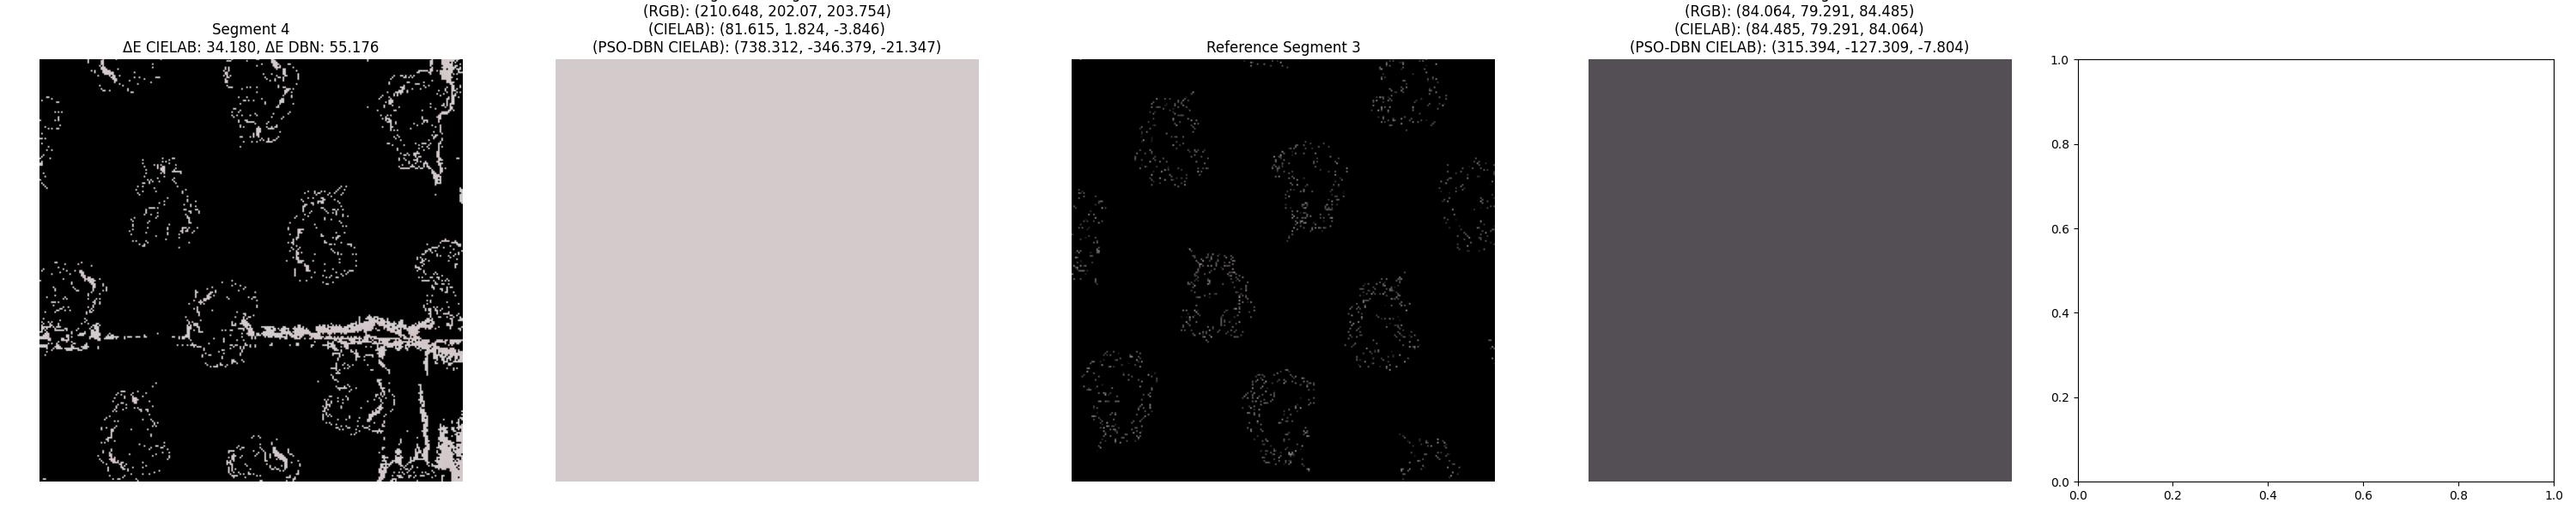 Segment 4
ΔE CIELAB: 34.180, ΔE DBN: 55.176
(RGB): (210.648, 202.07, 203.754)
(CIELAB): (81.615, 1.824, -3.846)
(PSO-DBN CIELAB): (738.312, -346.379, -21.347)
Reference Segment 3
(RGB): (84.064, 79.291, 84.485)
(CIELAB): (84.485, 79.291, 84.064)
(PSO-DBN CIELAB): (315.394, -127.309, -7.804)
1.0
0.8
0.6
0.4
0.2
0.0
0.0 0.2 0.4 0.6 0.8 1.0